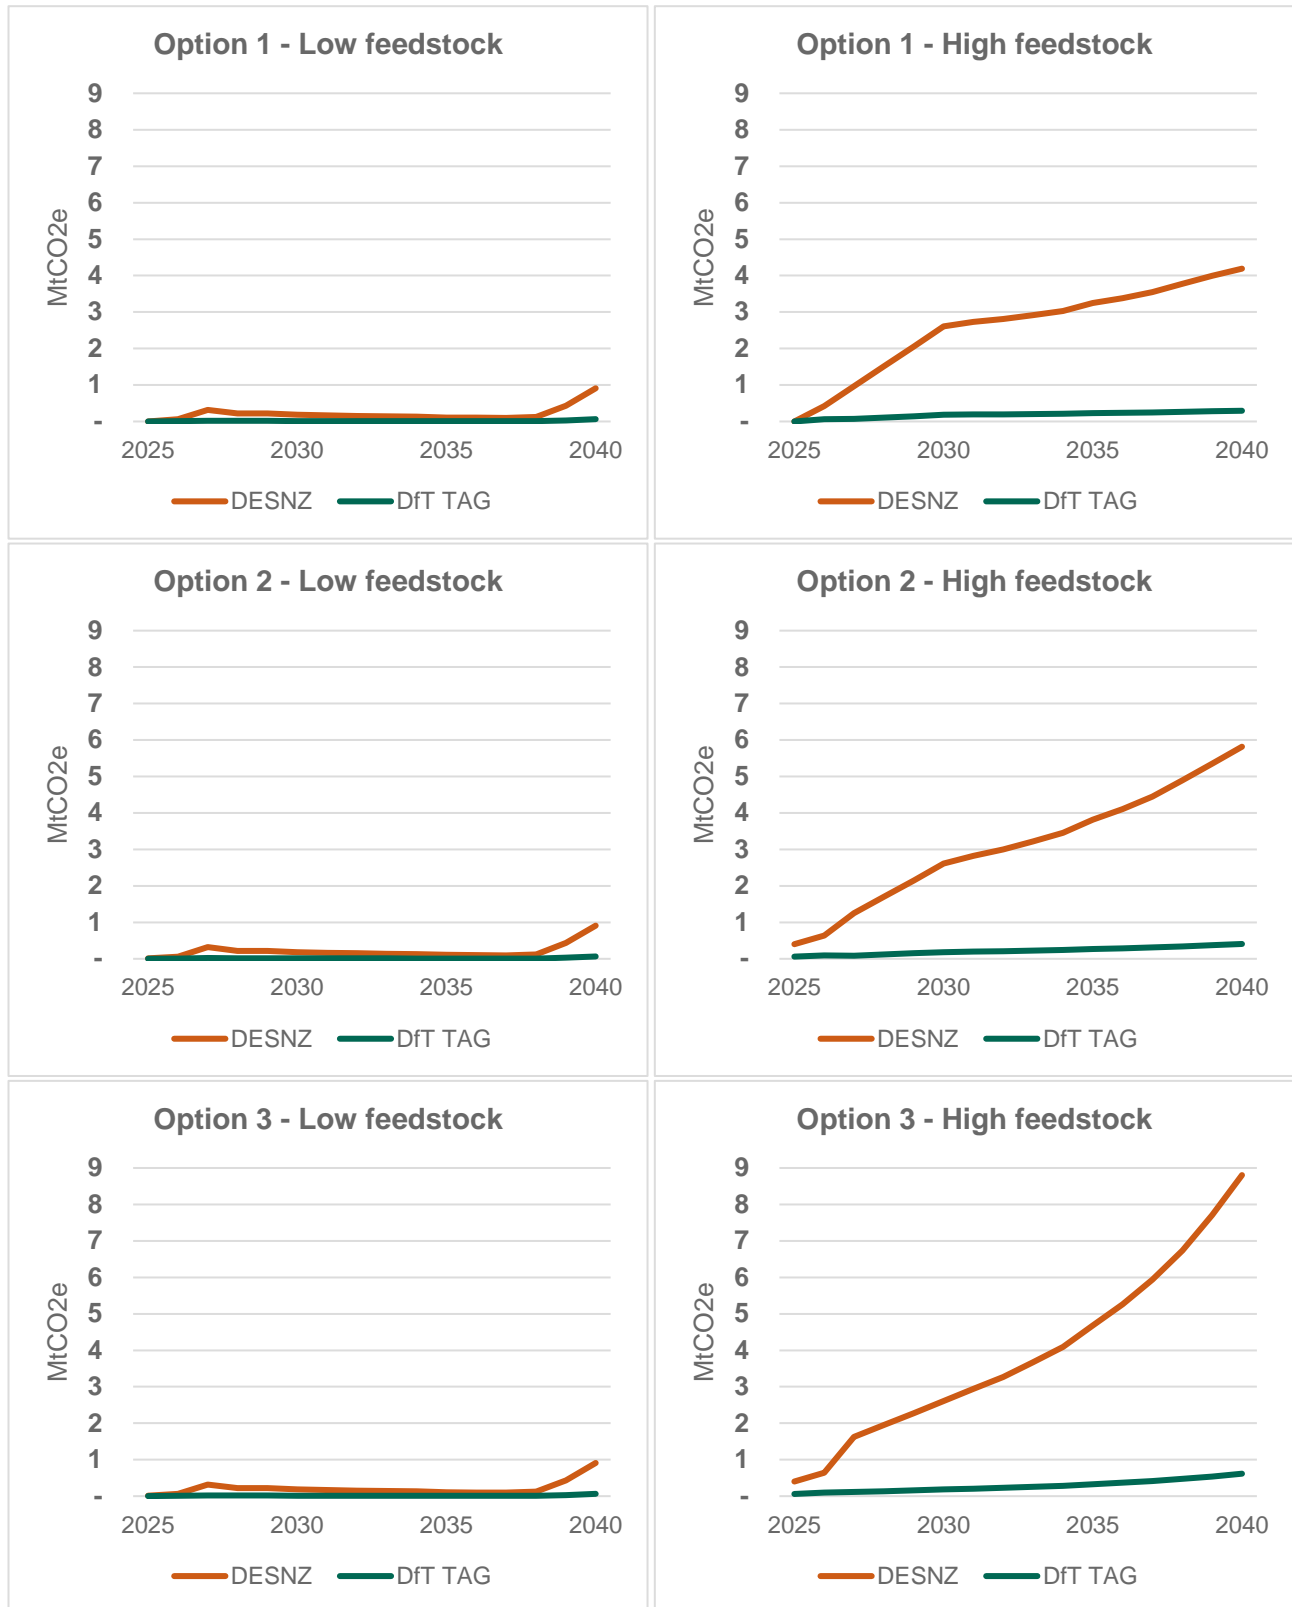 Option 1 - Low feedstock
9
8
7
6
5
4
3
2
1
-
MtCO2e
2025 2030 2035 2040
DESNZ DfT TAG
Option 1 - High feedstock
9
8
7
6
5
4
3
2
1
-
MtCO2e
2025 2030 2035 2040
DESNZ DfT TAG
Option 2 - Low feedstock
9
8
7
6
5
4
3
2
1
-
MtCO2e
2025 2030 2035 2040
DESNZ DfT TAG
Option 2 - High feedstock
9
8
7
6
5
4
3
2
1
-
MtCO2e
2025 2030 2035 2040
DESNZ DfT TAG
Option 3 - Low feedstock
9
8
7
6
5
4
3
2
1
-
MtCO2e
2025 2030 2035 2040
DESNZ DfT TAG
Option 3 - High feedstock
9
8
7
6
5
4
3
2
1
-
MtCO2e
2025 2030 2035 2040
DESNZ DfT TAG